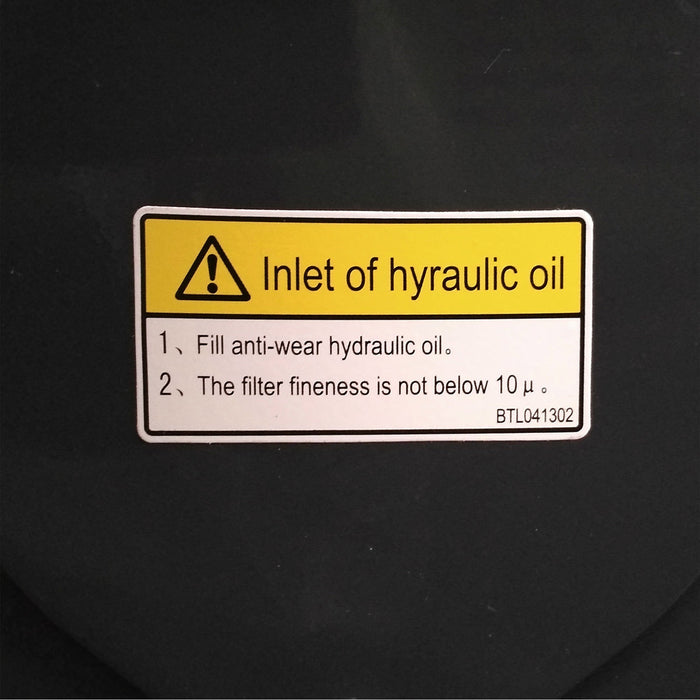 Inlet of hyraulic oil
1、Fill anti-wear hydraulic oil。
2、The filter fineness is not below 10 μ 。
BTL041302